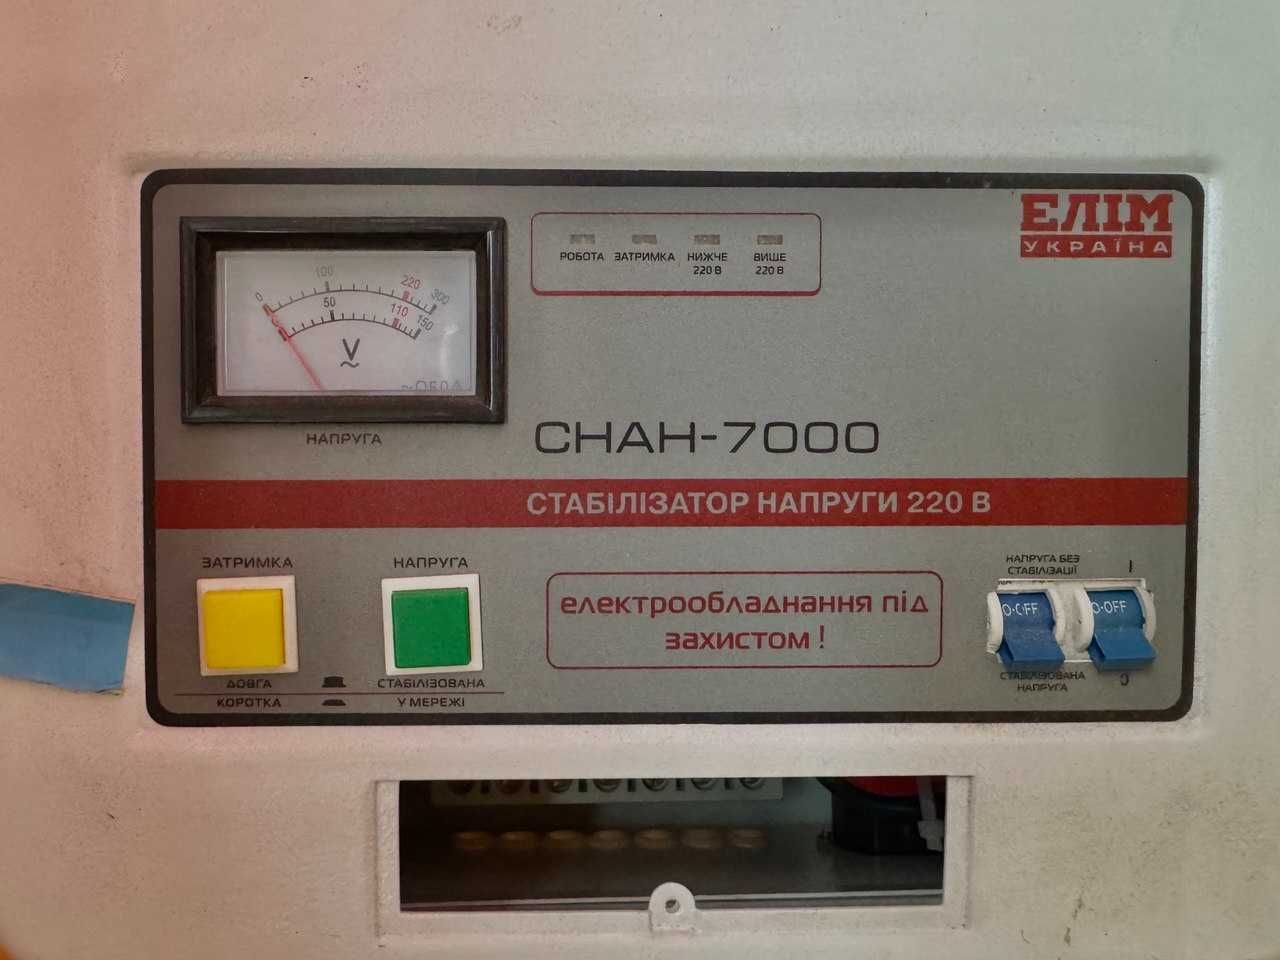 ЕЛІМ
УКРАЇНА
РОБОТА ЗАТРИМКА НИЖЧЕ 220 В ВИЩЕ 220 В
0 100 220 300
50 110 150
V
~
НАПРУГА
СНАН-7000
СТАБІЛІЗАТОР НАПРУГИ 220 В
ЗАТРИМКА НАПРУГА
ДОВГА СТАБІЛІЗОВАНА
КОРОТКА У МЕРЕЖІ
електрообладнання під
захистом !
НАПРУГА БЕЗ
СТАБІЛІЗАЦІЇ I
O·OFF O·OFF
СТАБІЛІЗОВАНА
НАПРУГА 0